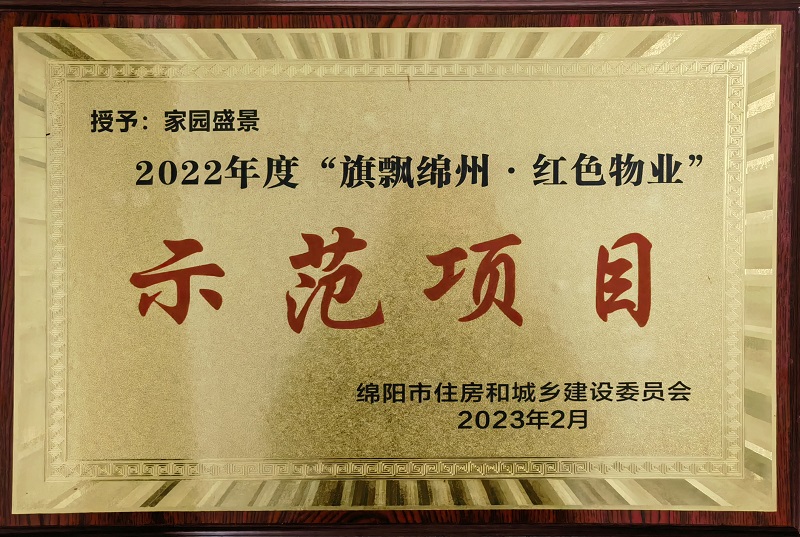 授予：家园盛景
2022年度“旗飘绵州·红色物业”
示范项目
绵阳市住房和城乡建设委员会
2023年2月